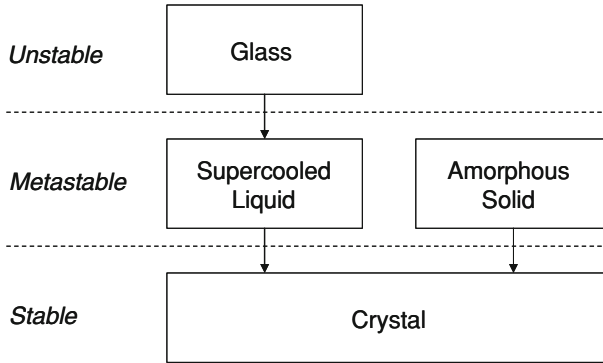 Unstable
Glass
Metastable
Supercooled
Liquid
Amorphous
Solid
Stable
Crystal